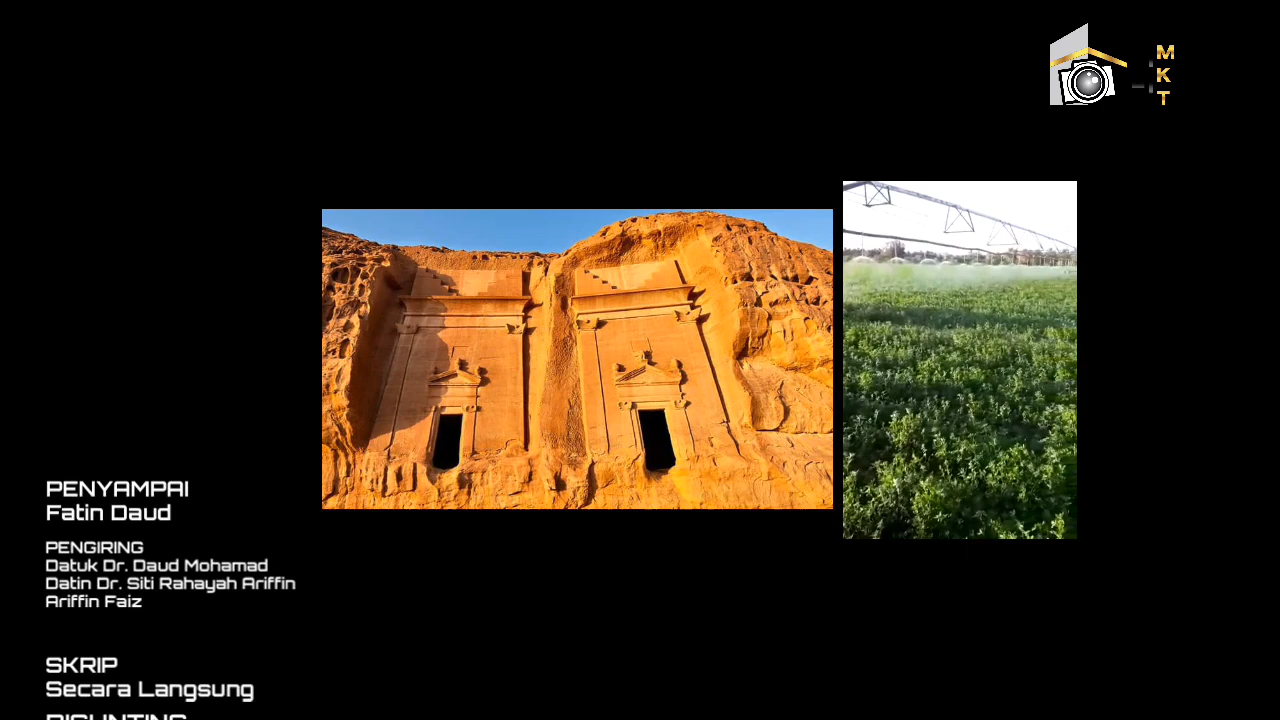 M
K
T
PENYAMPAI
Fatin Daud
PENGIRING
Datuk Dr. Daud Mohamad
Datin Dr. Siti Rahayah Ariffin
Ariffin Faiz
SKRIP
Secara Langsung